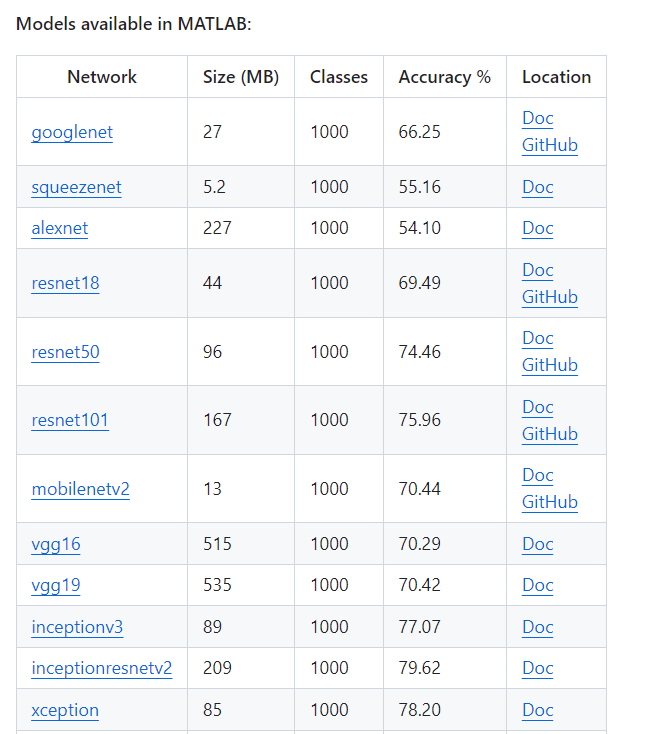 Models available in MATLAB:
Network Size (MB) Classes Accuracy % Location
googlenet 27 1000 66.25 Doc
GitHub
squeezenet 5.2 1000 55.16 Doc
alexnet 227 1000 54.10 Doc
resnet18 44 1000 69.49 Doc
GitHub
resnet50 96 1000 74.46 Doc
GitHub
resnet101 167 1000 75.96 Doc
GitHub
mobilenetv2 13 1000 70.44 Doc
GitHub
vgg16 515 1000 70.29 Doc
vgg19 535 1000 70.42 Doc
inceptionv3 89 1000 77.07 Doc
inceptionresnetv2 209 1000 79.62 Doc
xception 85 1000 78.20 Doc